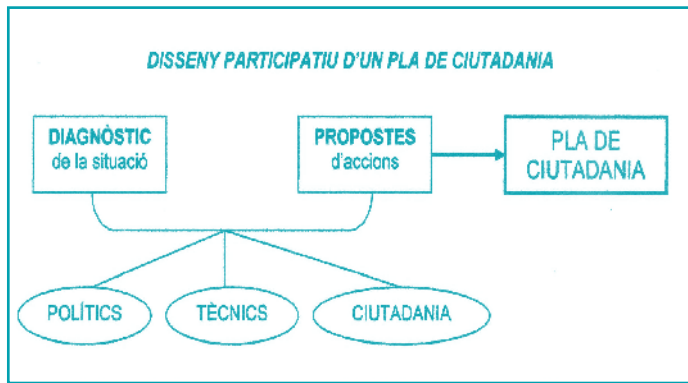 DISSENY PARTICIPATIU D'UN PLA DE CIUTADANIA
DIAGNÒSTIC
de la situació
PROPOSTES
d'accions
PLA DE
CIUTADANIA
POLÍTICS
TÈCNICS
CIUTADANIA